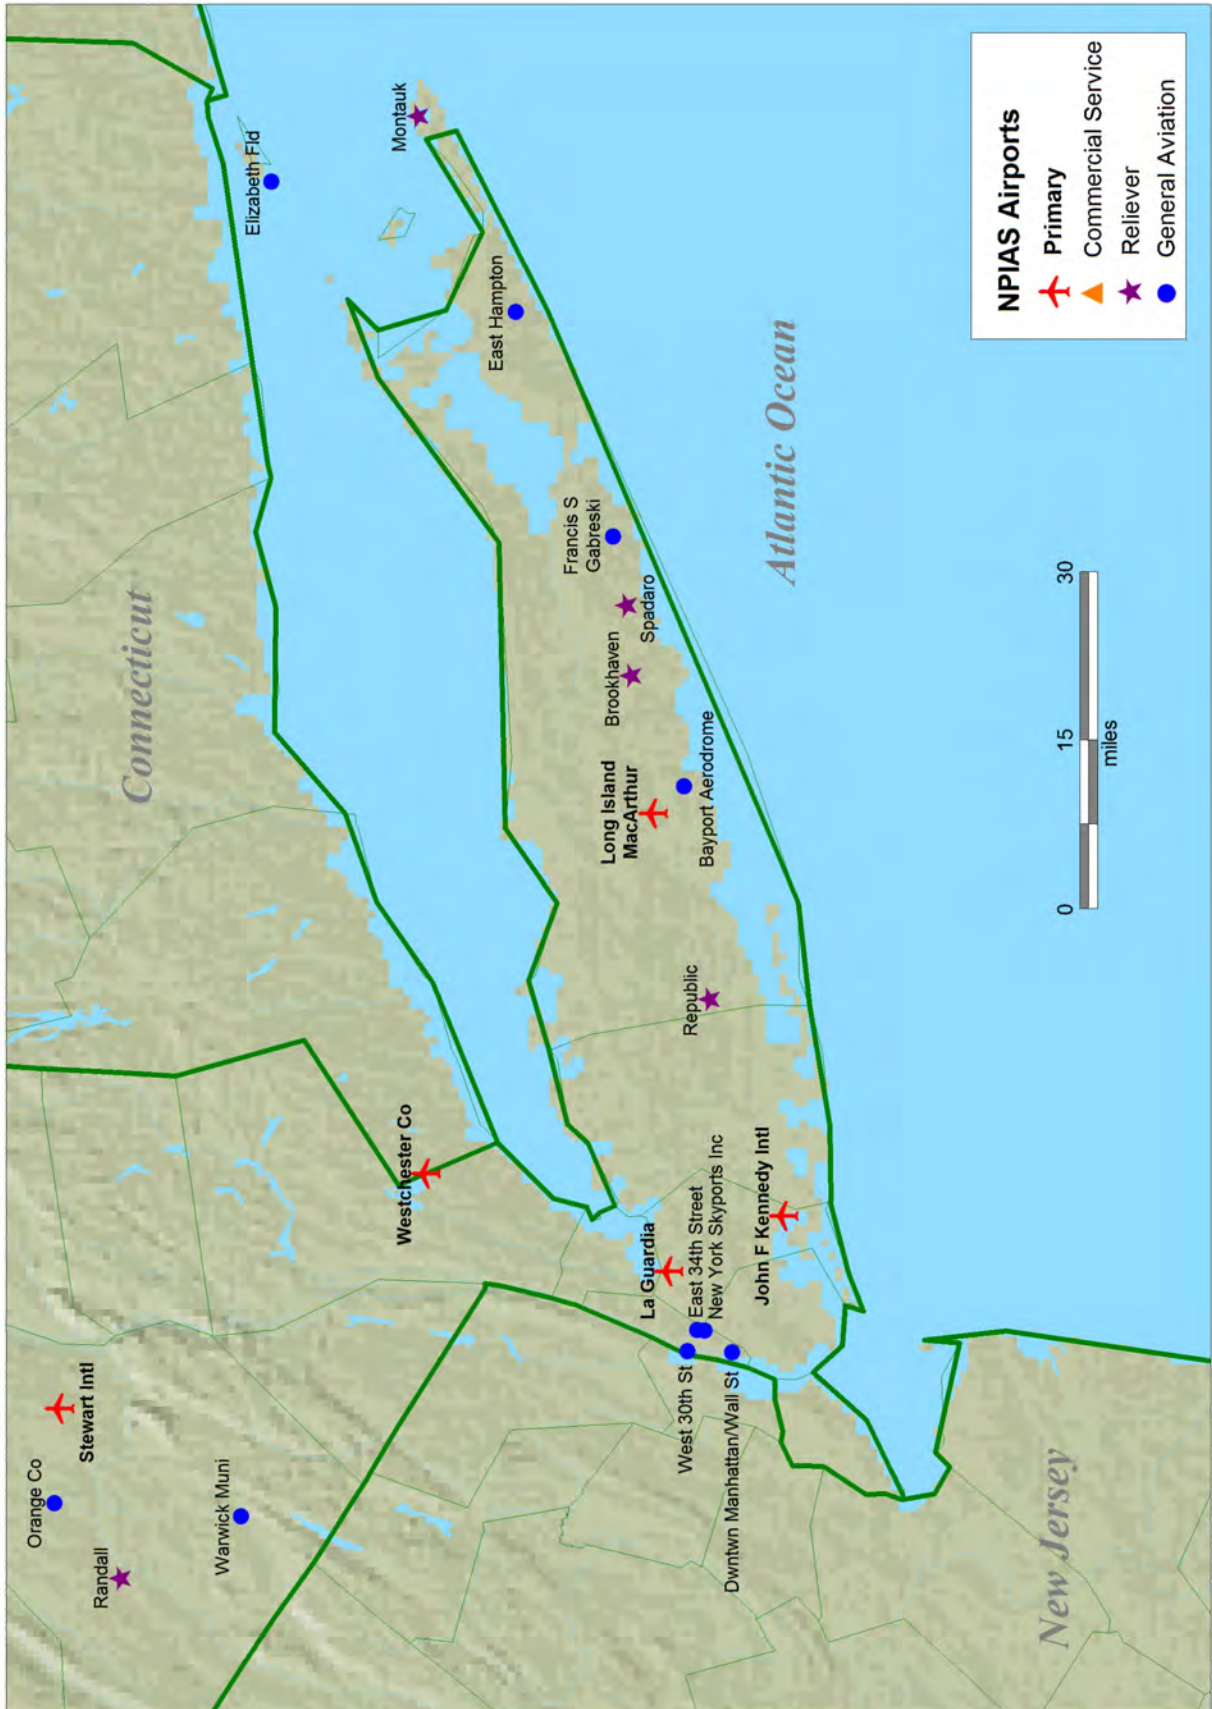 Orange Co
Stewart Intl
Randall
Warwick Muni
Connecticut
Elizabeth Fld
Westchester Co
Montauk
East Hampton
Francis S
Gabreski
Spadaro
Brookhaven
Long Island
MacArthur
Bayport Aerodrome
Republic
La Guardia
East 34th Street
New York Skyports Inc
West 30th St
Dwntwn Manhattan/Wall St
John F Kennedy Intl
Atlantic Ocean
New Jersey
0
15
30
miles
NPIAS Airports
Primary
Commercial Service
Reliever
General Aviation